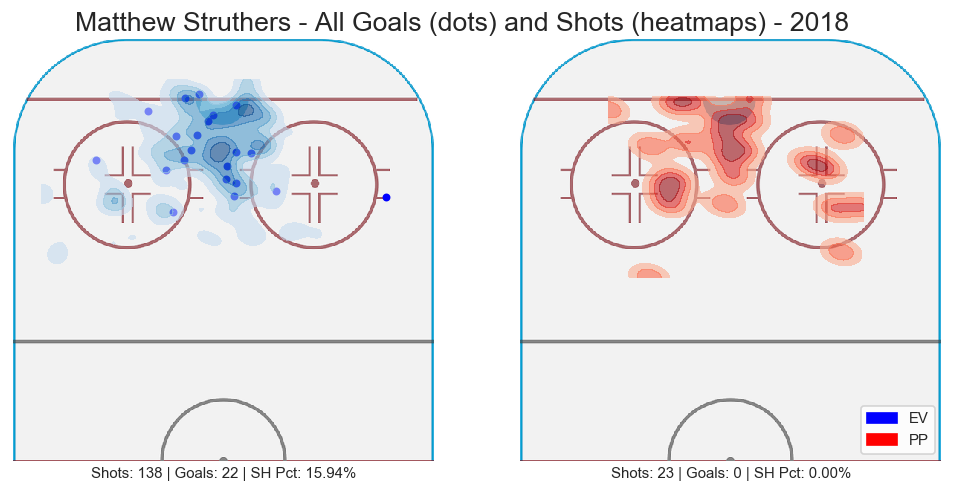 Matthew Struthers - All Goals (dots) and Shots (heatmaps) - 2018
EV
PP
Shots: 138 | Goals: 22 | SH Pct: 15.94%
Shots: 23 | Goals: 0 | SH Pct: 0.00%